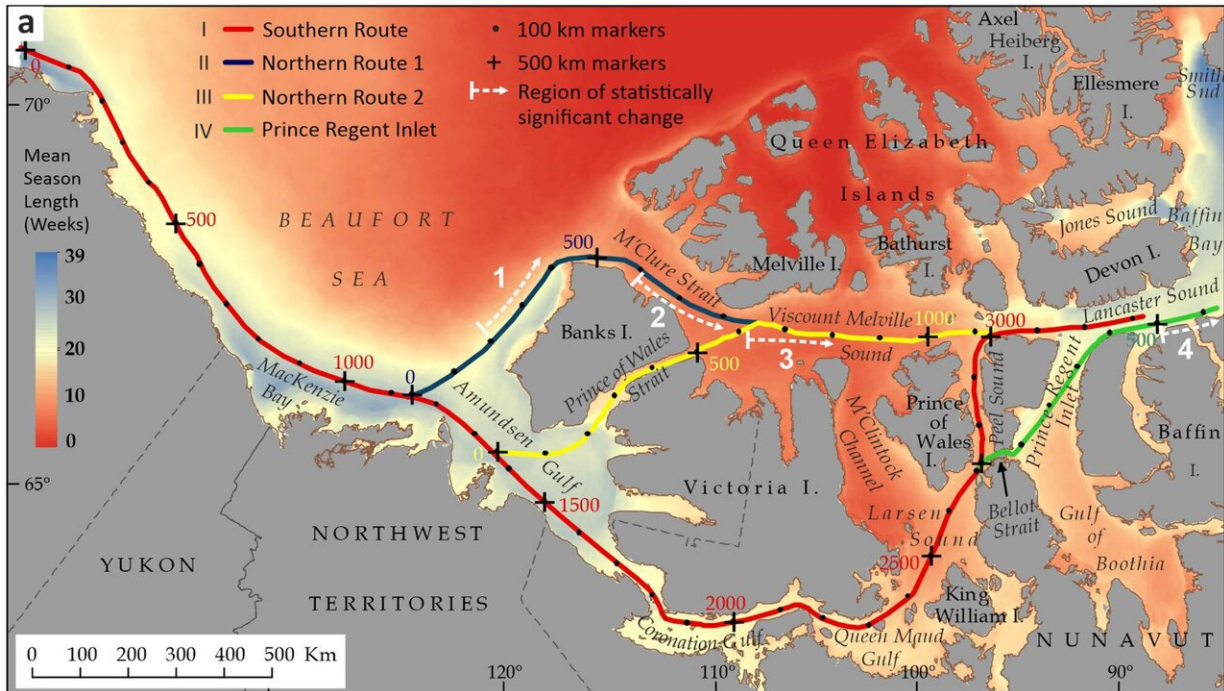 a
I Southern Route
II Northern Route 1
III Northern Route 2
IV Prince Regent Inlet
100 km markers
500 km markers
Region of statistically
significant change
Mean
Season
Length
(Weeks)
39
30
20
10
0
70°
65°
120°
110°
100°
90°
0
500
1000
1500
2000
2500
3000
0
500
0
500
1000
500
1
2
3
4
BEAUFORT
SEA
MacKenzie
Bay
Amundsen
Gulf
Banks I.
M'Clure Strait
Prince of Wales
Strait
Melville I.
Viscount Melville
Sound
Queen Elizabeth
Islands
Axel
Heiberg
I.
Ellesmere
I.
Smith
Snd
Jones Sound
Baffin
Bay
Bathurst
I.
Devon I.
Lancaster Sound
Prince
of
Wales
I.
Peel Sound
Prince Regent
Inlet
Baffin
I.
M'Clintock
Channel
Victoria I.
Larsen
Sound
Bellot
Strait
Gulf
of
Boothia
King
William I.
Queen Maud
Gulf
Coronation Gulf
YUKON
NORTHWEST
TERRITORIES
NUNAVUT
0 100 200 300 400 500 Km